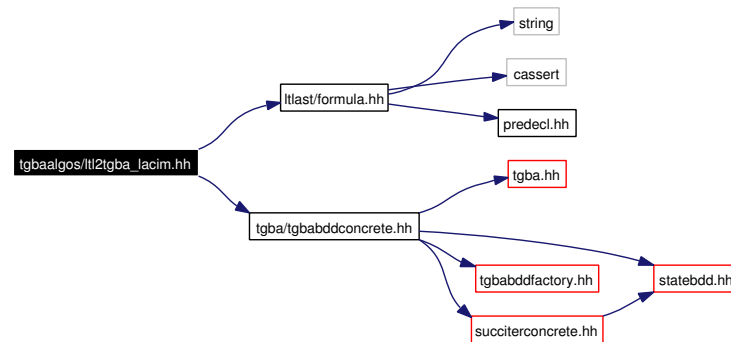 string
cassert
ltlast/formula.hh
predecl.hh
tgbaalgos/ltl2tgba_lacim.hh
tgba.hh
tgba/tgbabddconcrete.hh
tgbabddfactory.hh
statebdd.hh
succiterconcrete.hh